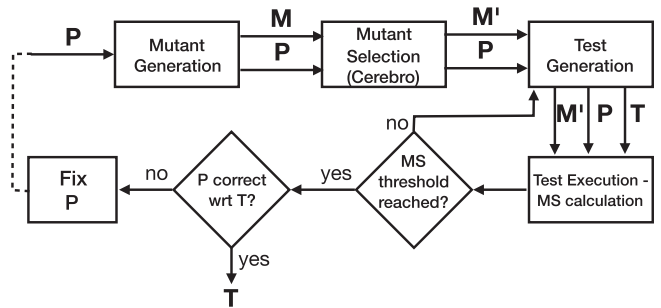 P
Mutant
Generation
M
P
Mutant
Selection
(Cerebro)
M'
P
Test
Generation
M' P T
Test Execution -
MS calculation
no
MS
threshold
reached?
yes
P correct
wrt T?
no
Fix
P
yes
T